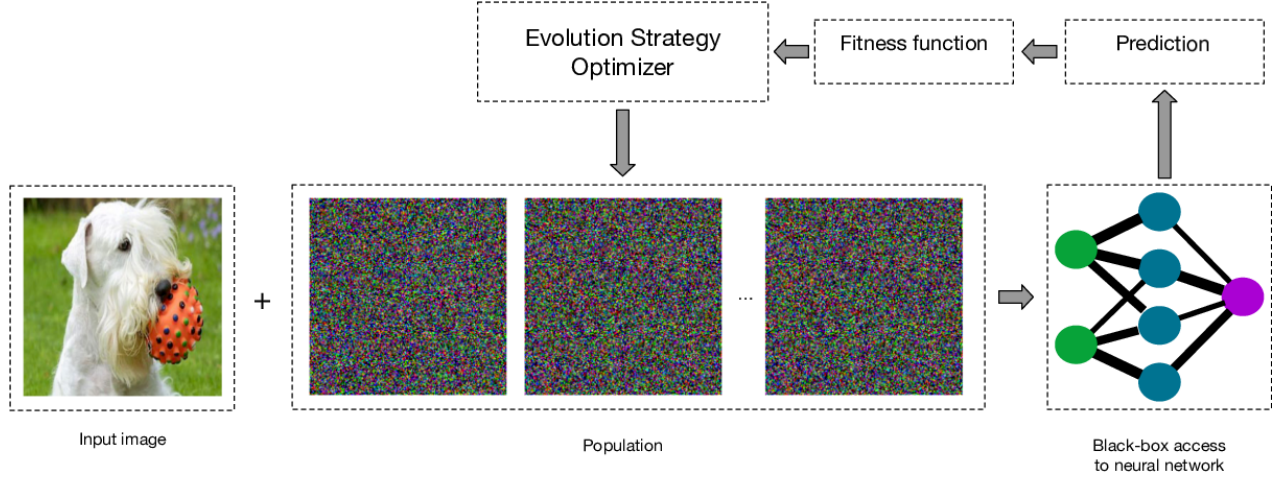 Evolution Strategy
Optimizer
Fitness function
Prediction
+
...
Input image
Population
Black-box access
to neural network